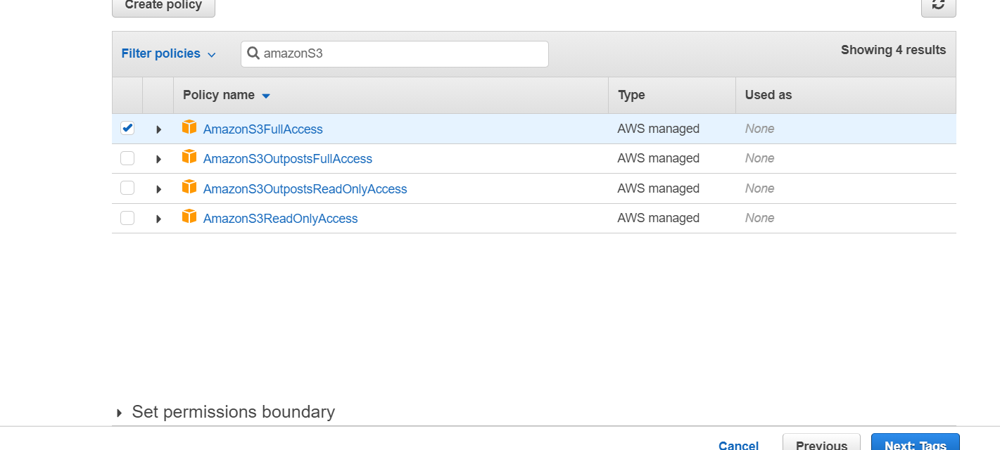 Create policy
Filter policies amazonS3 Showing 4 results
Policy name Type Used as
AmazonS3FullAccess AWS managed None
AmazonS3OutpostsFullAccess AWS managed None
AmazonS3OutpostsReadOnlyAccess AWS managed None
AmazonS3ReadOnlyAccess AWS managed None
Set permissions boundary
Cancel Previous Next: Tags